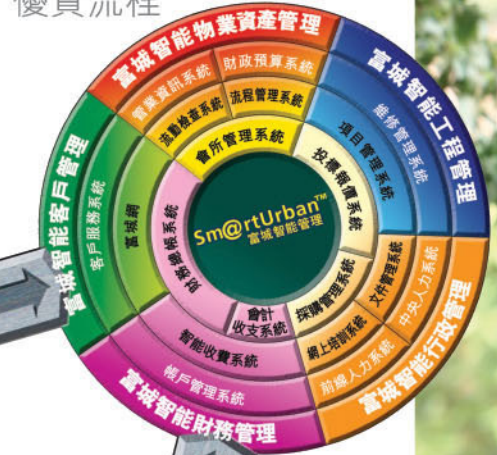 優質流程
富城智能物業資產管理
管業資訊系統
財政預算系統
流動檢查系統
流程管理系統
會所管理系統
富城智能工程管理
維修管理系統
項目管理系統
投標報價系統
富城智能行政管理
中央人力系統
前線人力系統
文件管理系統
網上培訓系統
採購管理系統
富城智能財務管理
帳戶管理系統
智能收費系統
會計
收支系統
財務總帳系統
富城智能客戶管理
客戶服務系統
富城網
Sm@rtUrban™
富城智能管理